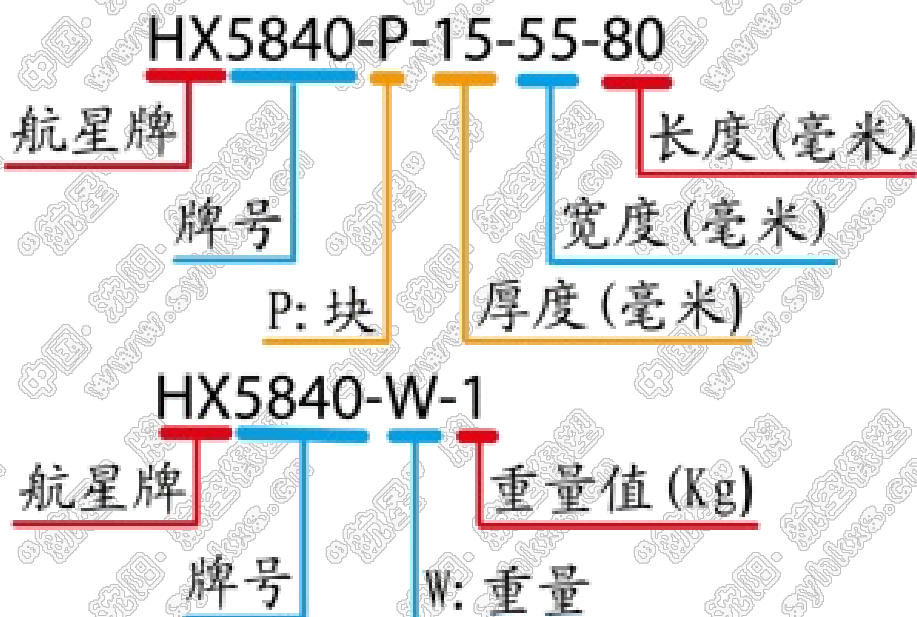 HX5840-P-15-55-80
航星牌
长度(毫米)
牌号
宽度(毫米)
P: 块
厚度(毫米)
HX5840-W-1
航星牌
重量值(Kg)
牌号
W: 重量